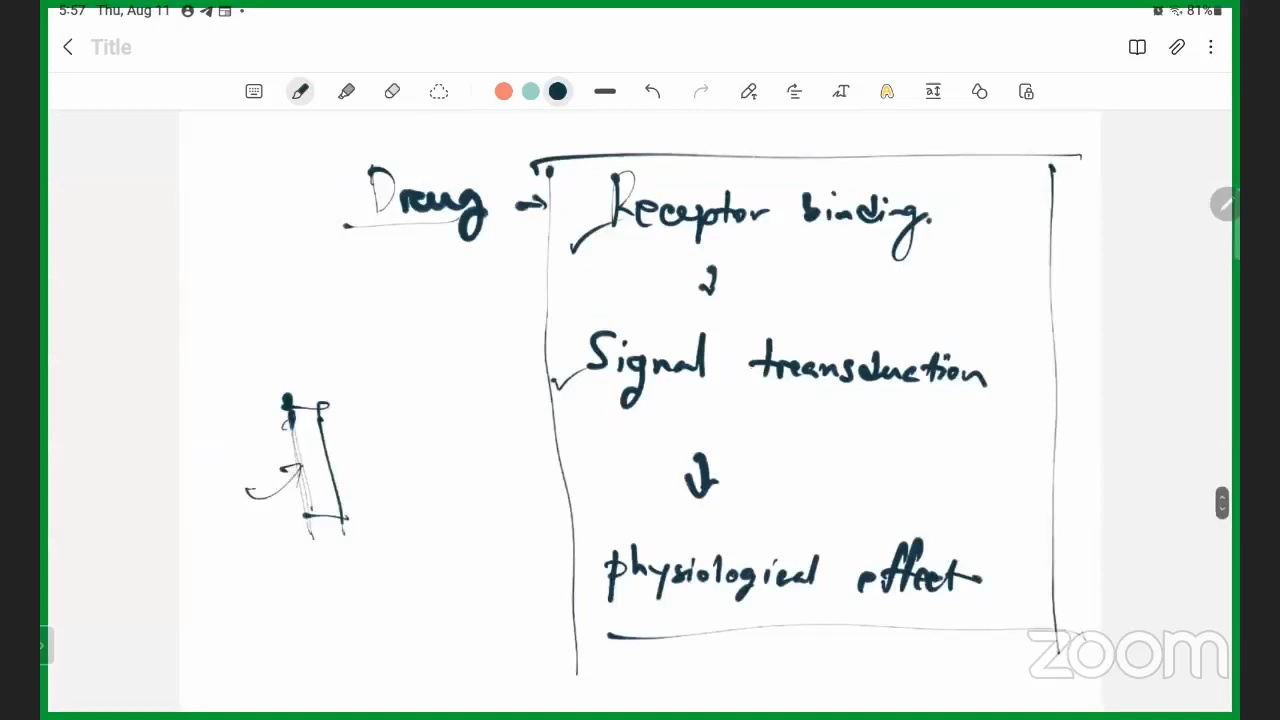 5:57 Thu, Aug 11
81%
Title
Drug → Receptor binding.
Signal transduction
physiological effect
zoom